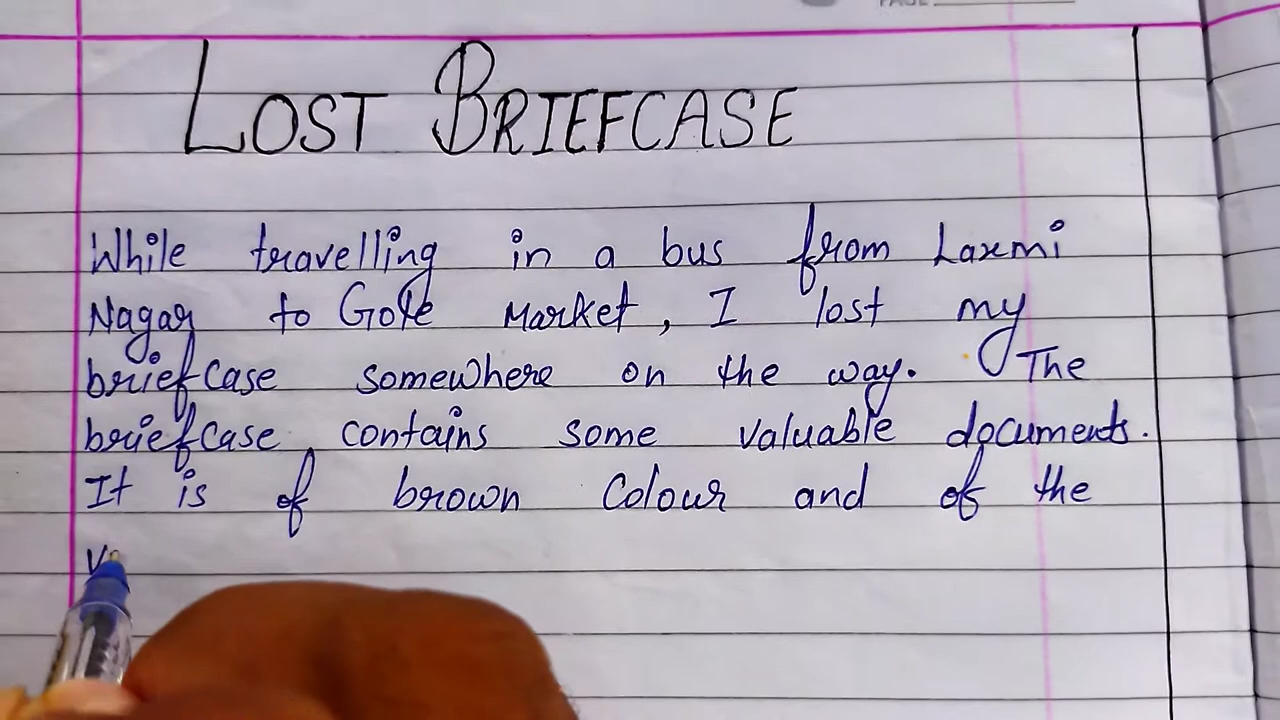 LOST BRIEFCASE
While travelling in a bus from Laxmi
Nagar to Gole Market, I lost my
briefcase somewhere on the way. The
briefcase contains some valuable documents.
It is of brown colour and of the